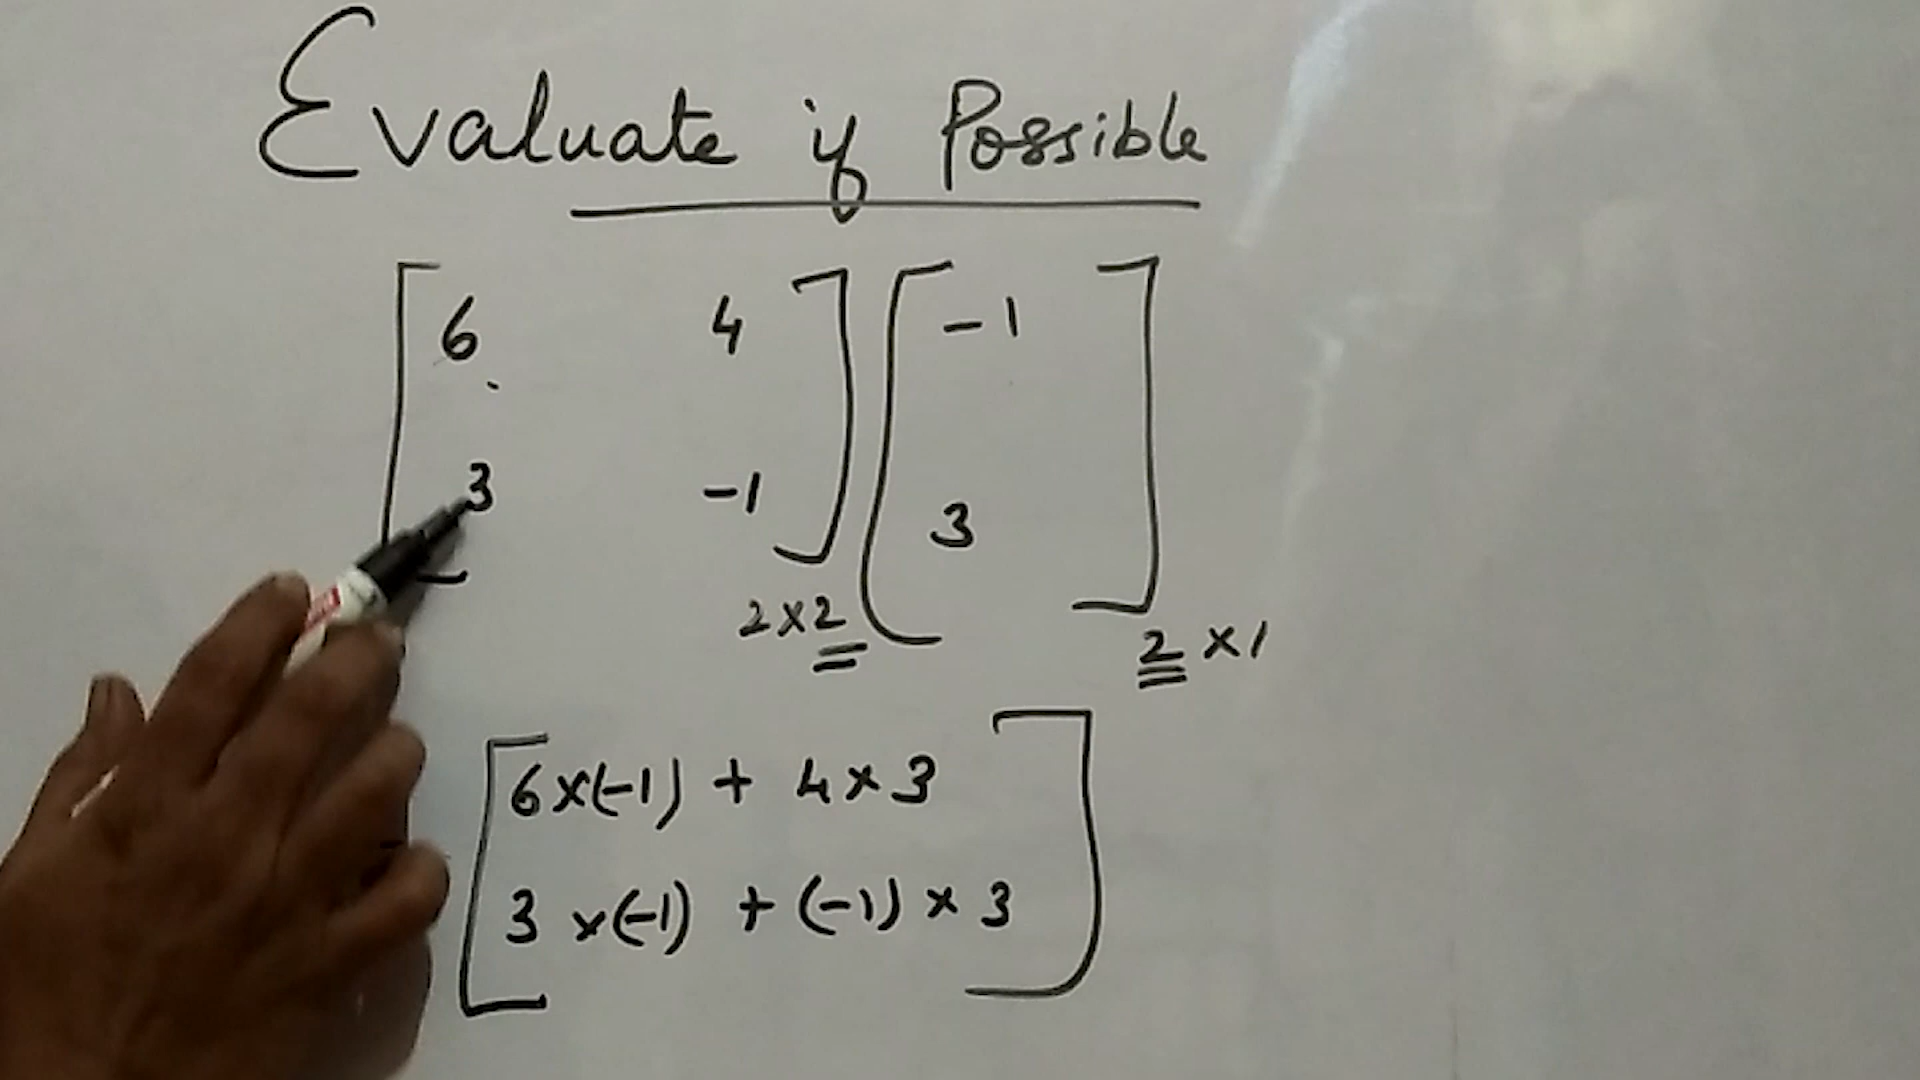 Evaluate if Possible
6 4 -1
3 -1 3
2×2 2×1
6×(-1) + 4×3
3×(-1) + (-1)×3